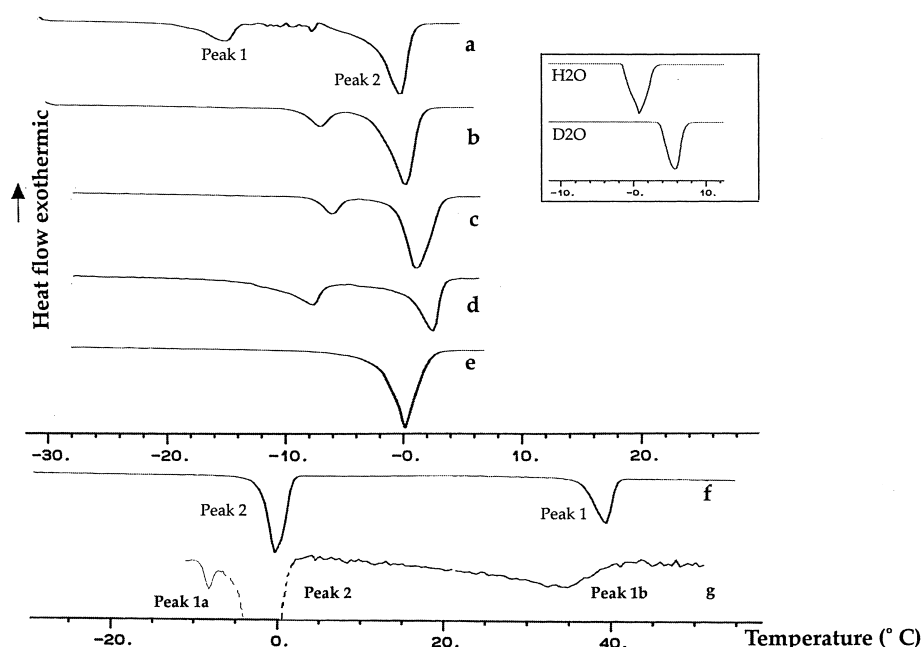 a
Peak 1
Peak 2
b
c
d
e
Heat flow exothermic
H2O
D2O
-10. -0. 10.
-30. -20. -10. -0. 10. 20.
f
Peak 2
Peak 1
g
Peak 1a
Peak 2
Peak 1b
-20. 0. 20. 40.
Temperature (° C)